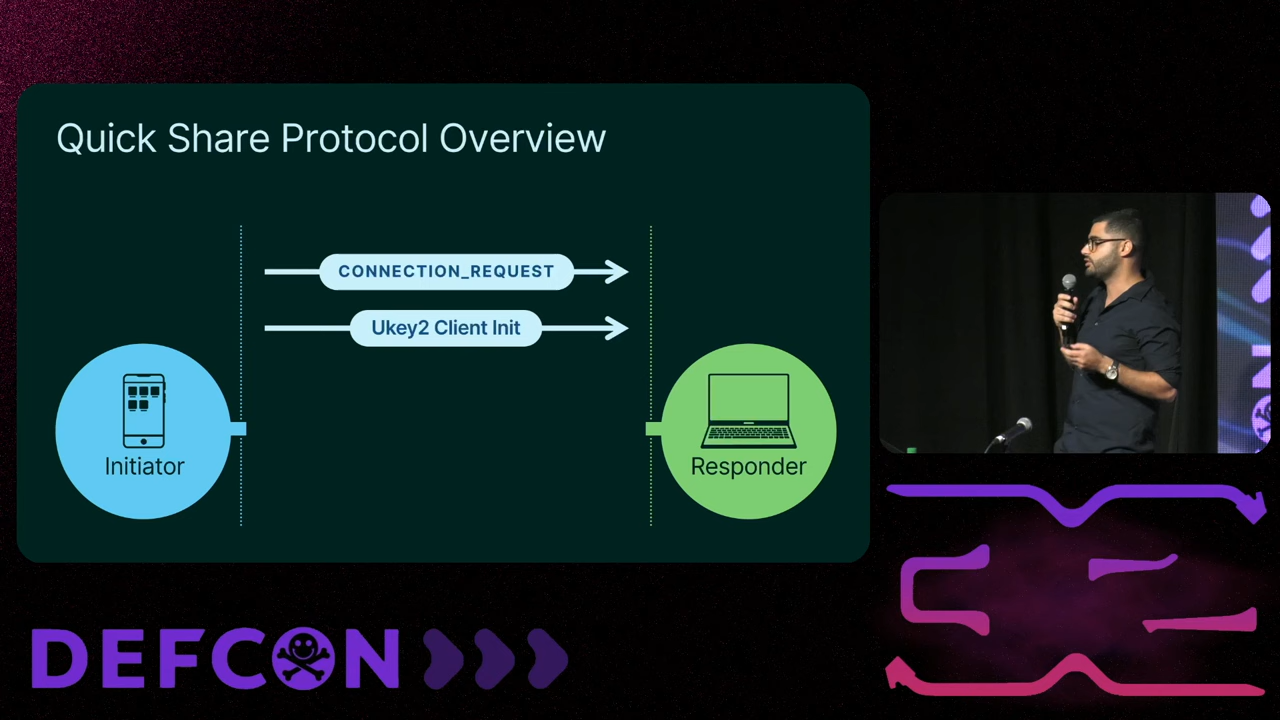 Quick Share Protocol Overview
CONNECTION_REQUEST
Ukey2 Client Init
Initiator
Responder
DEFCON